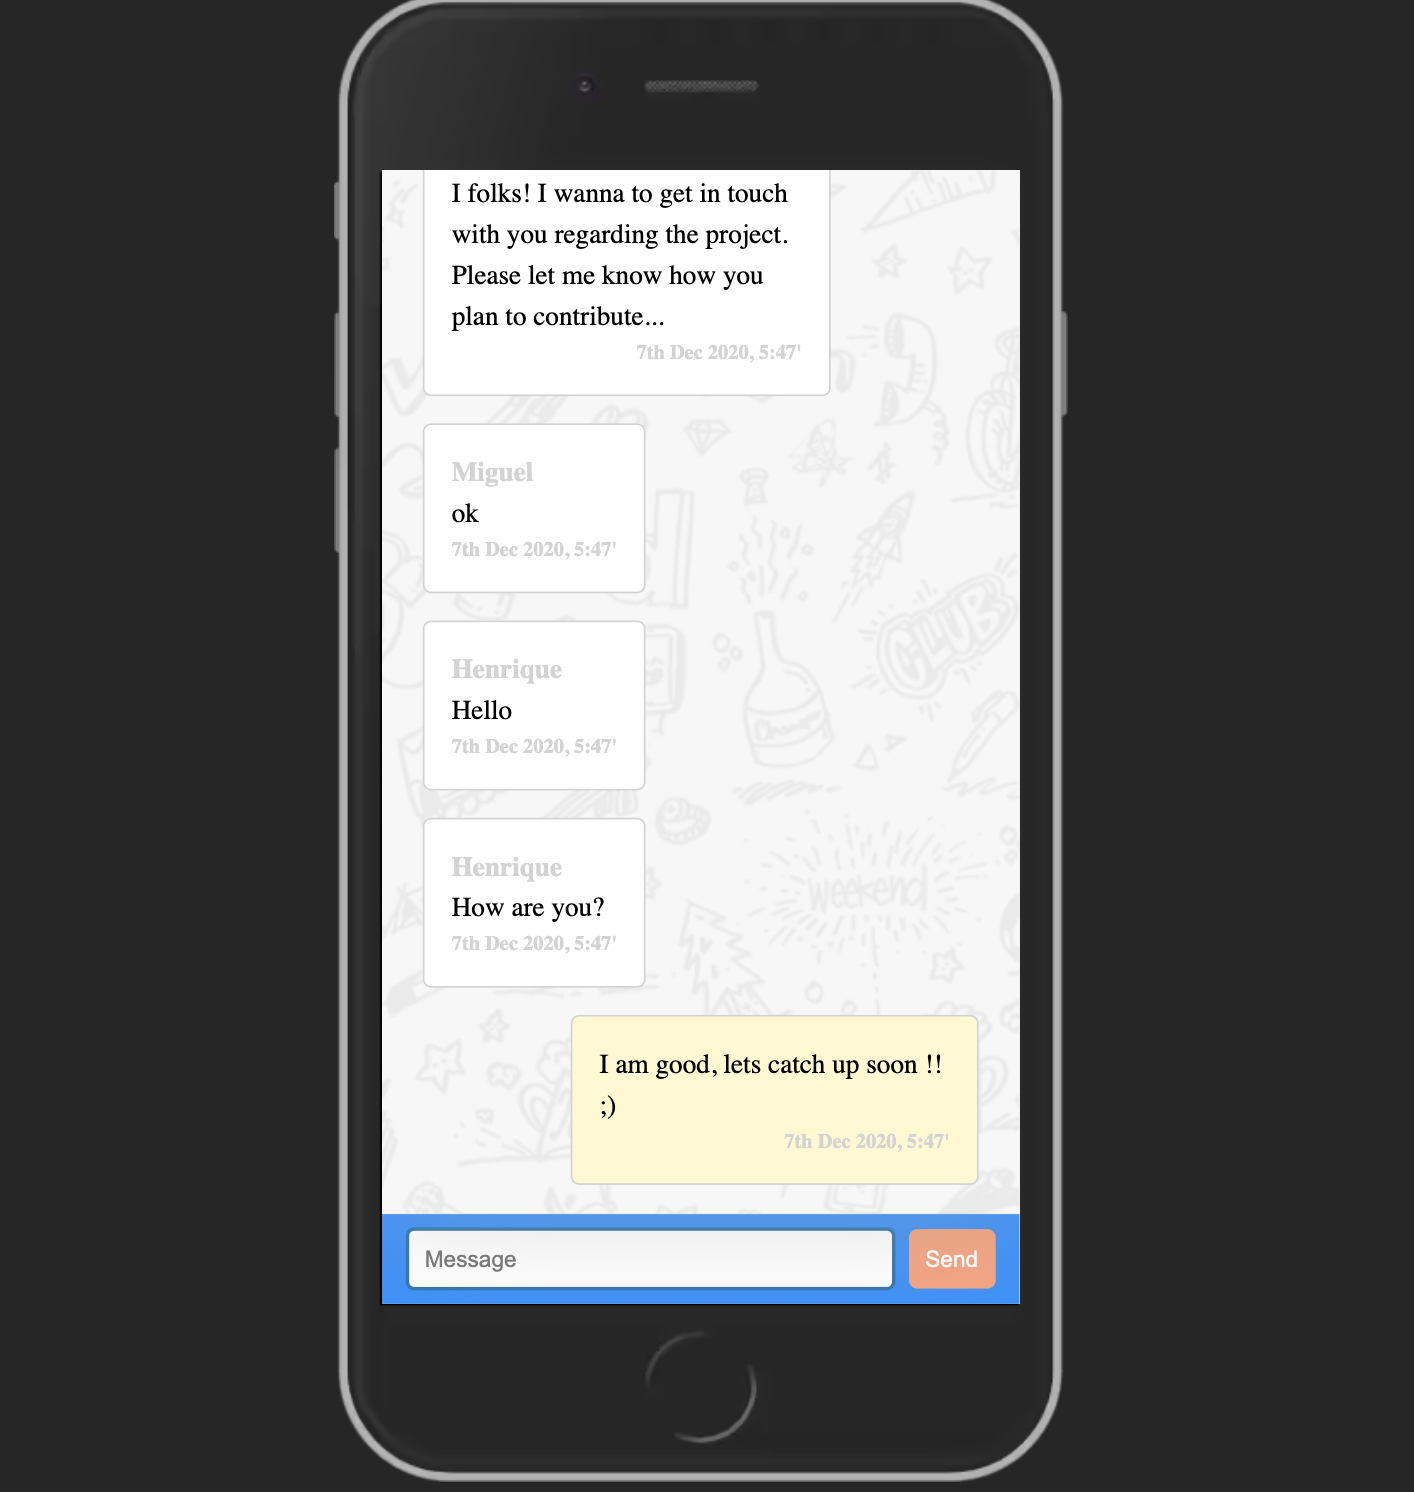 I folks! I wanna to get in touch
with you regarding the project.
Please let me know how you
plan to contribute...
7th Dec 2020, 5:47'
Miguel
ok
7th Dec 2020, 5:47'
Henrique
Hello
7th Dec 2020, 5:47'
Henrique
How are you?
7th Dec 2020, 5:47'
I am good, lets catch up soon !!
;)
7th Dec 2020, 5:47'
CLUB
weekend
Message
Send